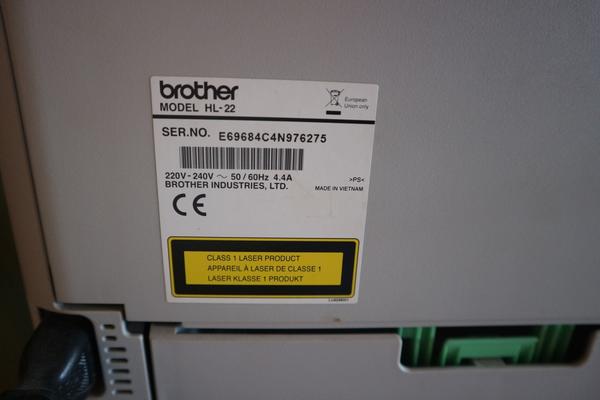 brother
MODEL HL-22
European
Union only
SER.NO. E69684C4N976275
220V-240V ~ 50/60Hz 4.4A
>PS<
BROTHER INDUSTRIES, LTD.
MADE IN VIETNAM
CE
CLASS 1 LASER PRODUCT
APPAREIL À LASER DE CLASSE 1
LASER KLASSE 1 PRODUKT